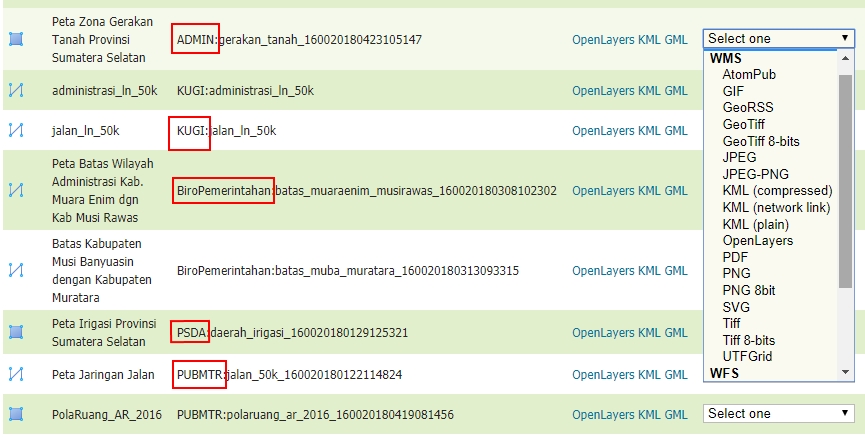 Peta Zona Gerakan
Tanah Provinsi
Sumatera Selatan
ADMIN:gerakan_tanah_160020180423105147
OpenLayers KML GML
Select one
administrasi_ln_50k
KUGI:administrasi_ln_50k
OpenLayers KML GML
jalan_ln_50k
KUGI:jalan_ln_50k
OpenLayers KML GML
Peta Batas Wilayah
Administrasi Kab.
Muara Enim dgn
Kab Musi Rawas
BiroPemerintahan:batas_muaraenim_musirawas_160020180308102302
OpenLayers KML GML
Batas Kabupaten
Musi Banyuasin
dengan Kabupaten
Muratara
BiroPemerintahan:batas_muba_muratara_160020180313093315
OpenLayers KML GML
Peta Irigasi Provinsi
Sumatera Selatan
PSDA:daerah_irigasi_160020180129125321
OpenLayers KML GML
Peta Jaringan Jalan
PUBMTR:jalan_50k_160020180122114824
OpenLayers KML GML
PolaRuang_AR_2016
PUBMTR:polaruang_ar_2016_160020180419081456
OpenLayers KML GML
Select one
WMS
AtomPub
GIF
GeoRSS
GeoTiff
GeoTiff 8-bits
JPEG
JPEG-PNG
KML (compressed)
KML (network link)
KML (plain)
OpenLayers
PDF
PNG
PNG 8bit
SVG
Tiff
Tiff 8-bits
UTFGrid
WFS